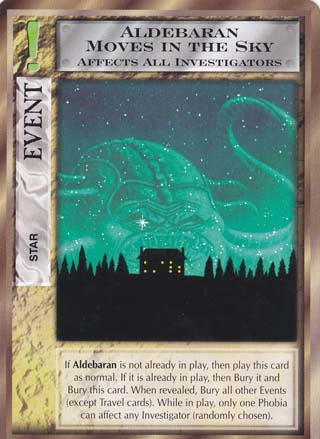 ALDEBARAN
MOVES IN THE SKY
AFFECTS ALL INVESTIGATORS
!
EVENT
STAR
If Aldebaran is not already in play, then play this card
as normal. If it is already in play, then Bury it and
Bury this card. When revealed, Bury all other Events
(except Travel cards). While in play, only one Phobia
can affect any Investigator (randomly chosen).